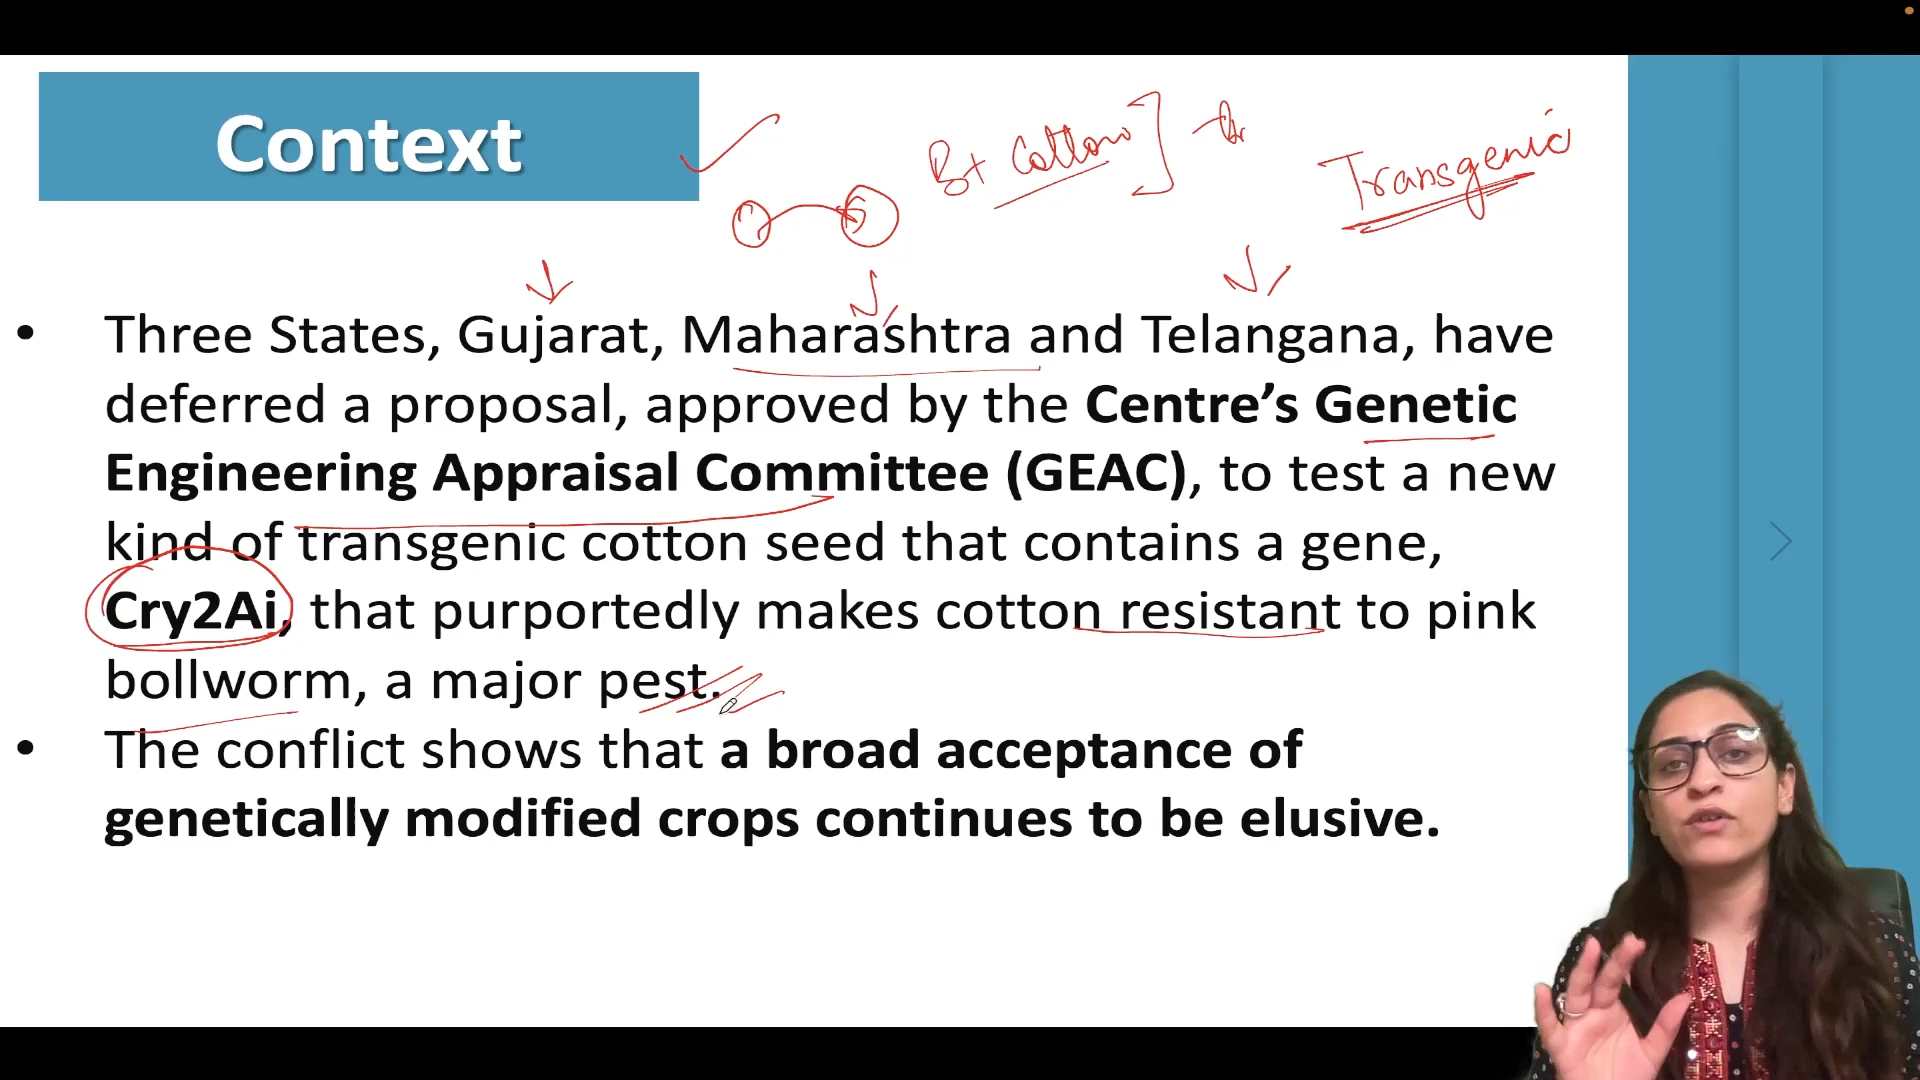 Context
Bt Cotton
Transgenic
• Three States, Gujarat, Maharashtra and Telangana, have
deferred a proposal, approved by the Centre’s Genetic
Engineering Appraisal Committee (GEAC), to test a new
kind of transgenic cotton seed that contains a gene,
Cry2Ai, that purportedly makes cotton resistant to pink
bollworm, a major pest.
• The conflict shows that a broad acceptance of
genetically modified crops continues to be elusive.